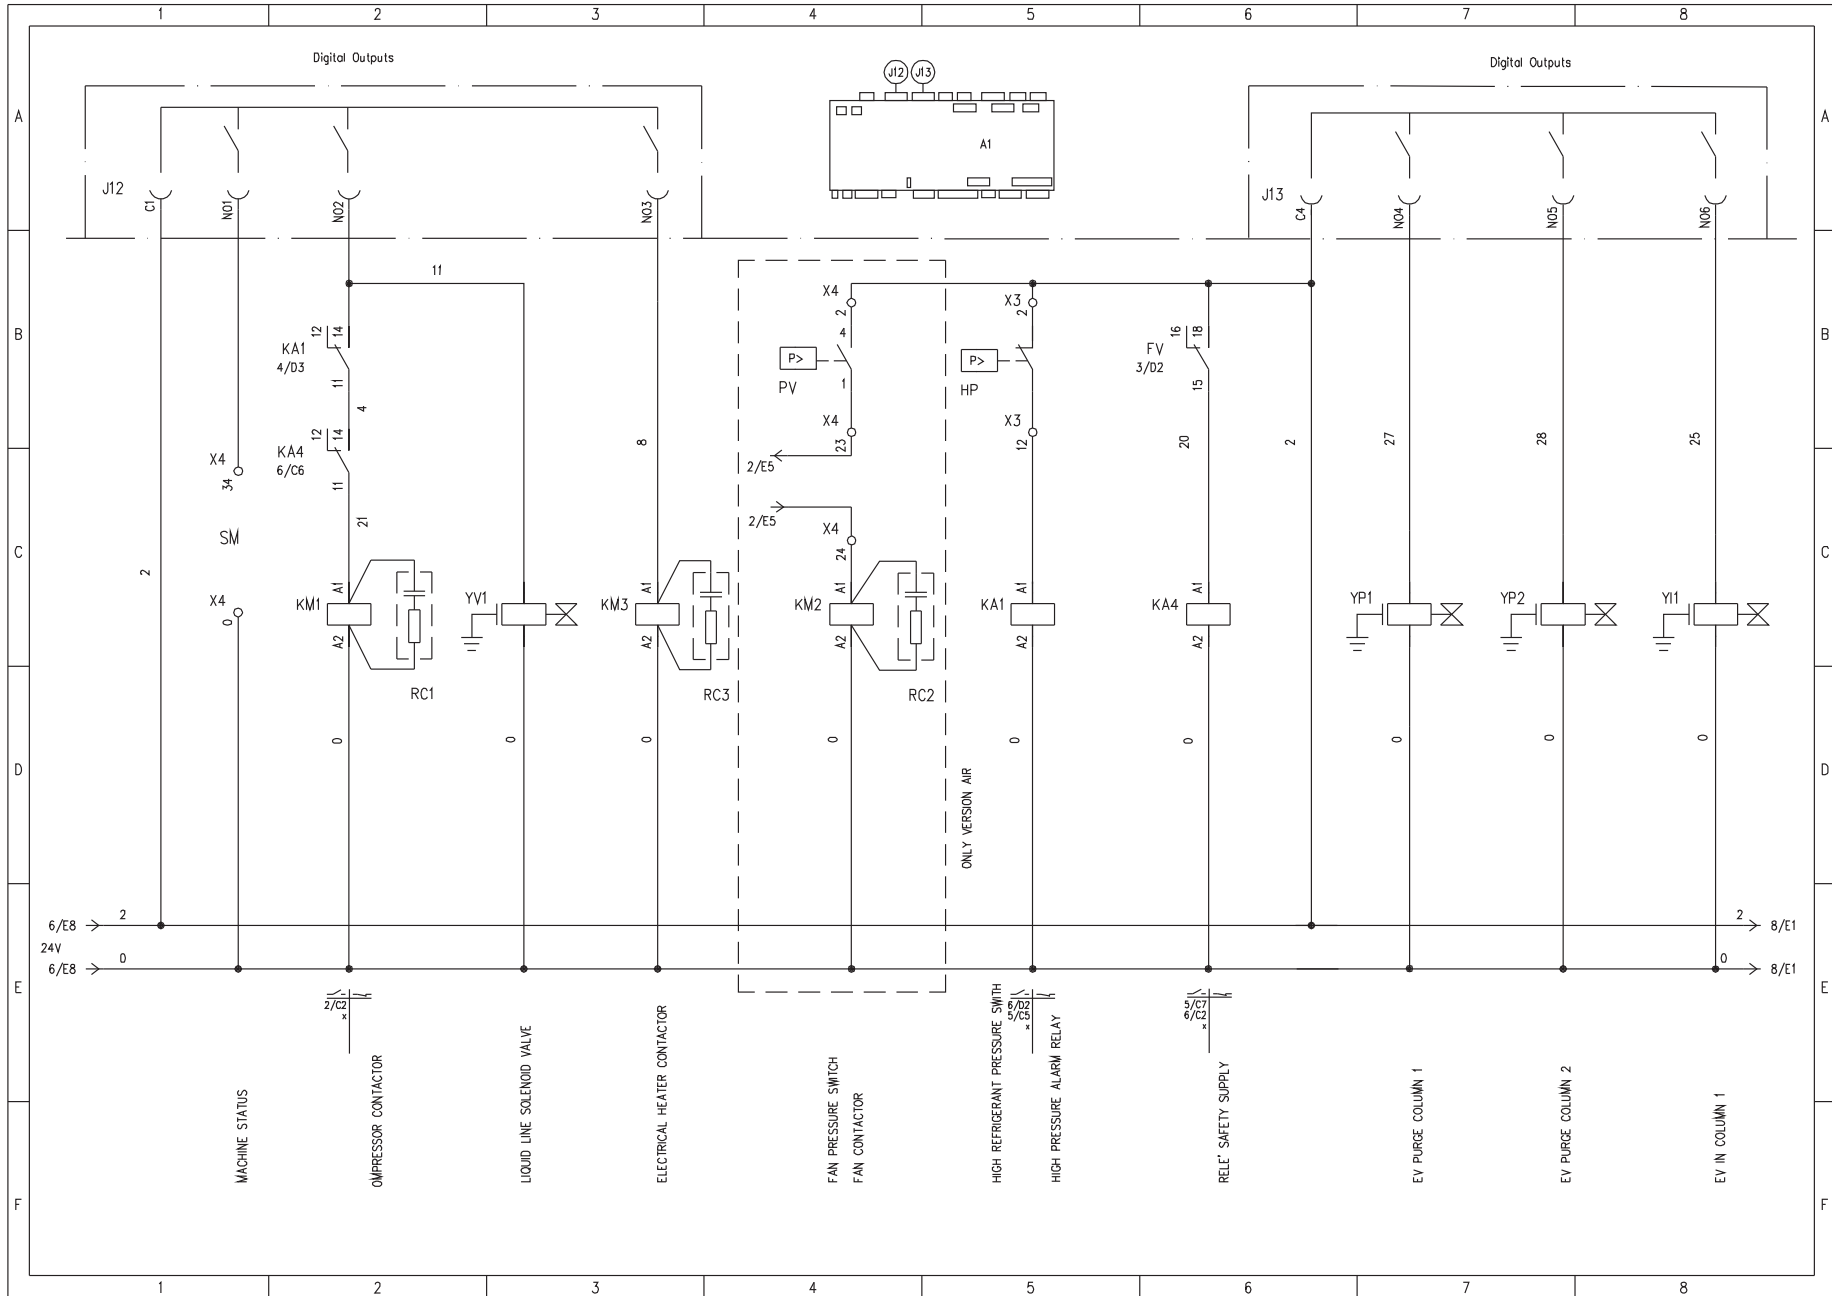 1 2 3 4 5 6 7 8
Digital Outputs
Digital Outputs
J12 J13
A A
A1
J12
C1
NO1
NO2
NO3
J13
C4
NO4
NO5
NO6
11
B B
12 14
KA1
4/D3
11
4
12 14
KA4
6/C6
11
21
8
X4
2
4
P>
PV
1
X4
23
2/E5
2/E5
X4
24
X3
2
P>
HP
X3
12
16 18
FV
3/D2
15
20
2
27
28
25
X4
34
SM
X4
0
C C
2
A1
KM1
A2
RC1
YV1
A1
KM3
A2
RC3
A1
KM2
A2
RC2
A1
KA1
A2
A1
KA4
A2
YP1
YP2
YI1
0
0
0
0
0
0
0
0
0
D D
ONLY VERSION AIR
6/E8 2
24V
6/E8 0
2 8/E1
0 8/E1
E E
2/C2
x
6/D2
5/C5
x
5/C7
6/C2
x
MACHINE STATUS
OMPRESSOR CONTACTOR
LIQUID LINE SOLENOID VALVE
ELECTRICAL HEATER CONTACTOR
FAN PRESSURE SWITCH
FAN CONTACTOR
HIGH REFRIGERANT PRESSURE SWITH
HIGH PRESSURE ALARM RELAY
RELE' SAFETY SUPPLY
EV PURGE COLUMN 1
EV PURGE COLUMN 2
EV IN COLUMN 1
F F
1 2 3 4 5 6 7 8